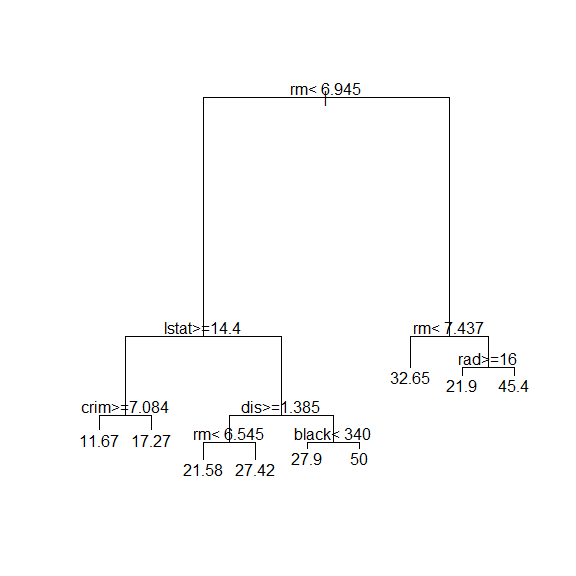 rm< 6.945
lstat>=14.4
rm< 7.437
rad>=16
32.65
21.9
45.4
crim>=7.084
dis>=1.385
rm< 6.545
black< 340
11.67
17.27
27.9
50
21.58
27.42